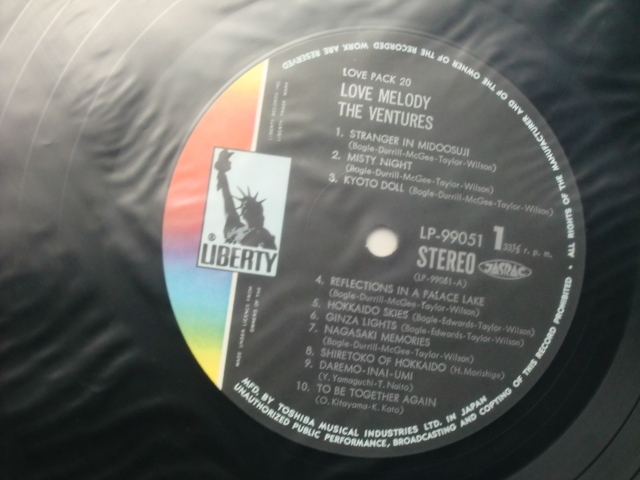 LOVE PACK 20
LOVE MELODY
THE VENTURES
1. STRANGER IN MIDOOSUJI
(Bogle-Durrill-McGee-Taylor-Wilson)
2. MISTY NIGHT
(Bogle-Durrill-McGee-Taylor-Wilson)
3. KYOTO DOLL (Bogle-Durrill-McGee-Taylor-Wilson)
LP-99051 1 33⅓ r. p. m.
STEREO JASRAC
(LP-99051-A)
® LIBERTY
4. REFLECTIONS IN A PALACE LAKE
(Bogle-Durrill-McGee-Taylor-Wilson)
5. HOKKAIDO SKIES (Bogle-Edwards-Taylor-Wilson)
6. GINZA LIGHTS (Bogle-Edwards-Taylor-Wilson)
7. NAGASAKI MEMORIES
(Bogle-Durrill-McGee-Taylor-Wilson)
8. SHIRETOKO OF HOKKAIDO (H. Morishige)
9. DAREMO-INAI-UMI
(Y. Yamaguchi-T. Naito)
10. TO BE TOGETHER AGAIN
(O. Kitayama-K. Kato)
MFD. BY TOSHIBA MUSICAL INDUSTRIES LTD. IN JAPAN
ALL RIGHTS OF THE MANUFACTURER AND OF THE OWNER OF THE RECORDED WORK ARE RESERVED
UNAUTHORIZED PUBLIC PERFORMANCE, BROADCASTING AND COPYING OF THIS RECORD PROHIBITED